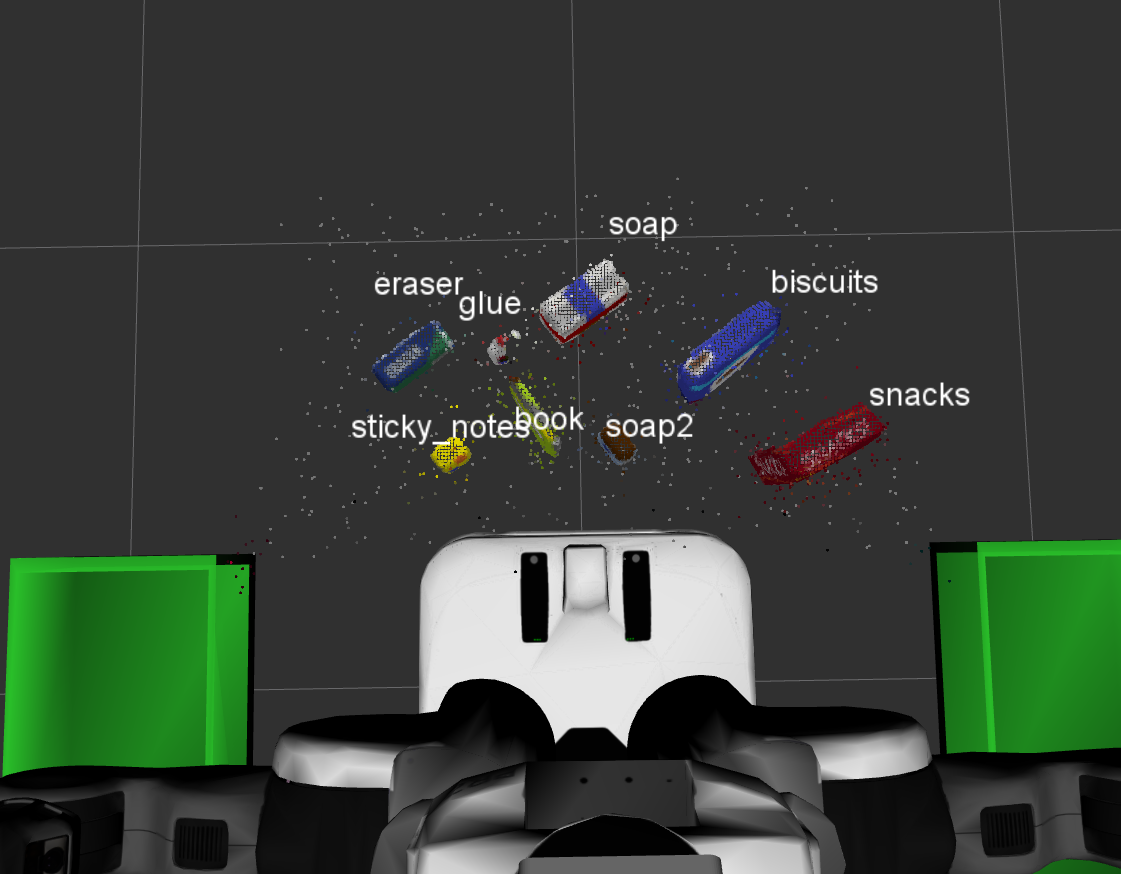 soap
eraser
biscuits
glue
snacks
sticky_notes
book
soap2